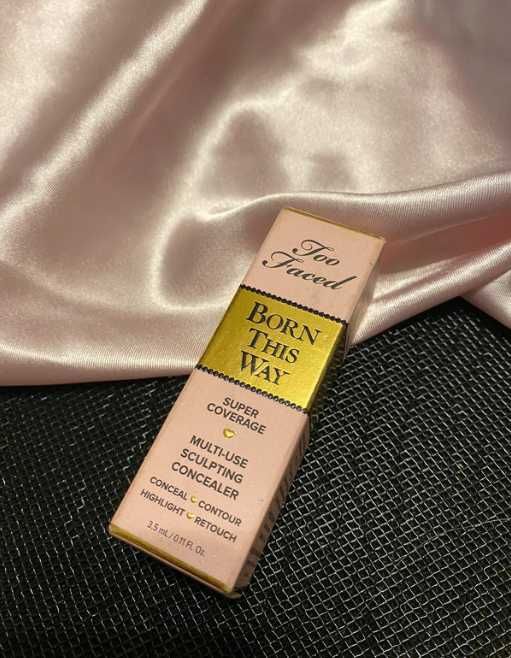 Too
Faced
BORN
THIS
WAY
SUPER
COVERAGE
MULTI-USE
SCULPTING
CONCEALER
CONCEAL CONTOUR
HIGHLIGHT RETOUCH
3.5 mL / 0.11 Fl. Oz.